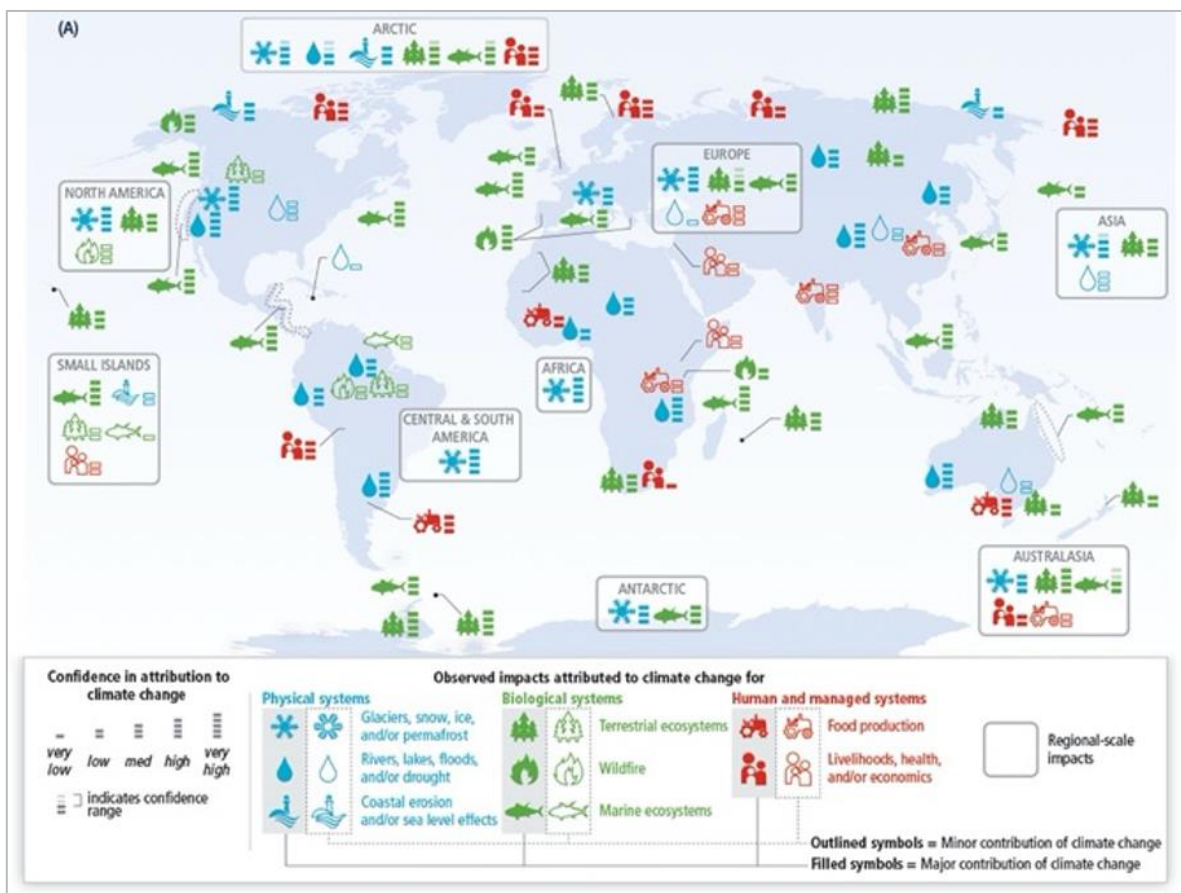 (A)
ARCTIC
EUROPE
NORTH AMERICA
ASIA
SMALL ISLANDS
AFRICA
CENTRAL & SOUTH
AMERICA
AUSTRALASIA
ANTARCTIC
Confidence in attribution to
climate change
very
low
low
med
high
very
high
indicates confidence
range
Observed impacts attributed to climate change for
Physical systems
Glaciers, snow, ice,
and/or permafrost
Rivers, lakes, floods,
and/or drought
Coastal erosion
and/or sea level effects
Biological systems
Terrestrial ecosystems
Wildfire
Marine ecosystems
Human and managed systems
Food production
Livelihoods, health,
and/or economics
Regional-scale
impacts
Outlined symbols = Minor contribution of climate change
Filled symbols = Major contribution of climate change